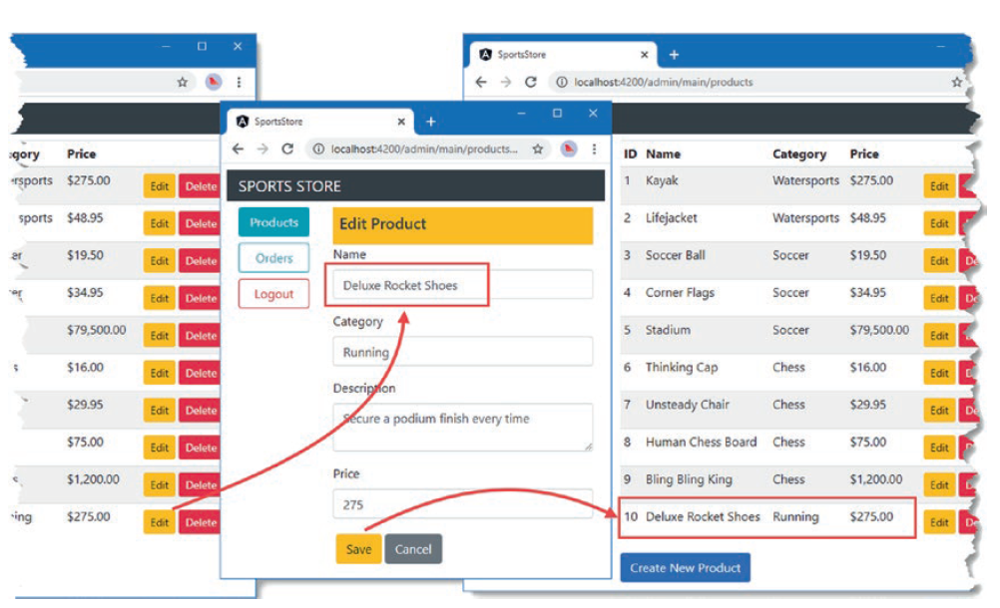 gory Price
$275.00 Edit Delete
sports $48.95 Edit Delete
$19.50 Edit Delete
$34.95 Edit Delete
$79,500.00 Edit Delete
$16.00 Edit Delete
$29.95 Edit Delete
$75.00 Edit Delete
$1,200.00 Edit Delete
$275.00 Edit Delete
SportsStore
localhost:4200/admin/main/products...
SPORTS STORE
Products
Orders
Logout
Edit Product
Name
Deluxe Rocket Shoes
Category
Running
Description
Secure a podium finish every time
Price
275
Save Cancel
SportsStore
localhost:4200/admin/main/products
ID Name Category Price
1 Kayak Watersports $275.00 Edit
2 Lifejacket Watersports $48.95 Edit
3 Soccer Ball Soccer $19.50 Edit De
4 Corner Flags Soccer $34.95 Edit De
5 Stadium Soccer $79,500.00 Edit
6 Thinking Cap Chess $16.00 Edit
7 Unsteady Chair Chess $29.95 Edit De
8 Human Chess Board Chess $75.00 Edit
9 Bling Bling King Chess $1,200.00 Edit
10 Deluxe Rocket Shoes Running $275.00 Edit De
Create New Product